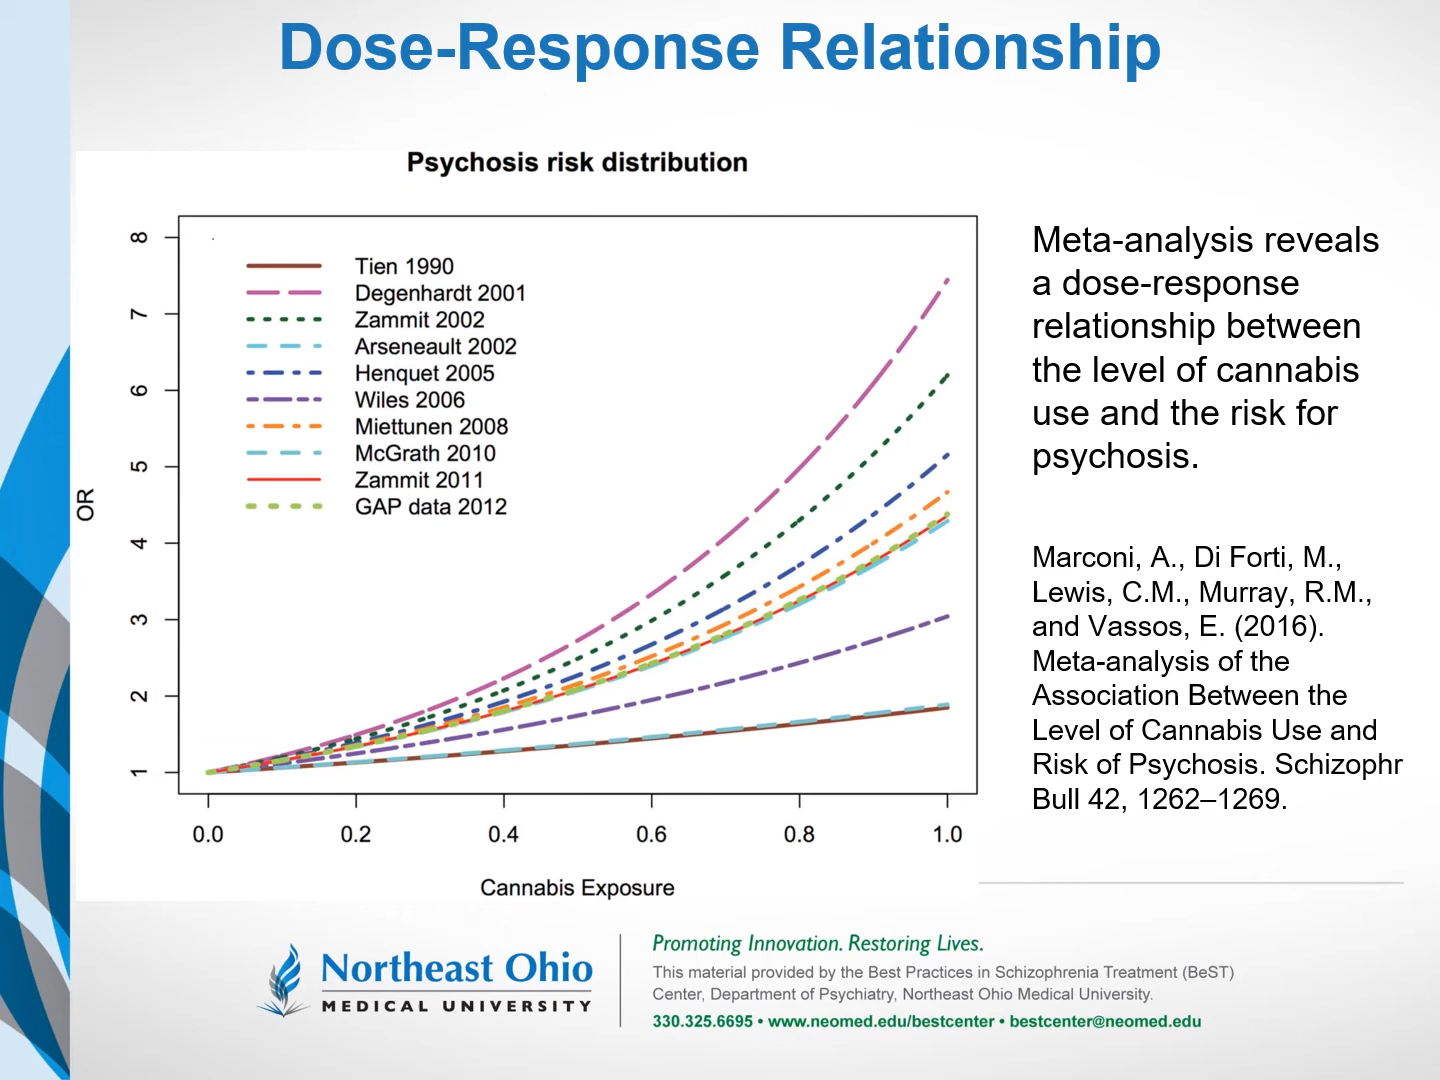 Dose-Response Relationship
Psychosis risk distribution
8
7
6
5
4
3
2
1
OR
Tien 1990
Degenhardt 2001
Zammit 2002
Arseneault 2002
Henquet 2005
Wiles 2006
Miettunen 2008
McGrath 2010
Zammit 2011
GAP data 2012
0.0 0.2 0.4 0.6 0.8 1.0
Cannabis Exposure
Meta-analysis reveals
a dose-response
relationship between
the level of cannabis
use and the risk for
psychosis.
Marconi, A., Di Forti, M.,
Lewis, C.M., Murray, R.M.,
and Vassos, E. (2016).
Meta-analysis of the
Association Between the
Level of Cannabis Use and
Risk of Psychosis. Schizophr
Bull 42, 1262–1269.
Northeast Ohio
MEDICAL UNIVERSITY
Promoting Innovation. Restoring Lives.
This material provided by the Best Practices in Schizophrenia Treatment (BeST)
Center, Department of Psychiatry, Northeast Ohio Medical University.
330.325.6695 • www.neomed.edu/bestcenter • bestcenter@neomed.edu